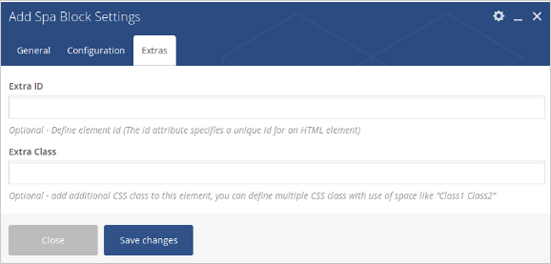 Add Spa Block Settings
General Configuration Extras
Extra ID
Optional - Define element id (The id attribute specifies a unique id for an HTML element)
Extra Class
Optional - add additional CSS class to this element, you can define multiple CSS class with use of space like "Class1 Class2"
Close Save changes